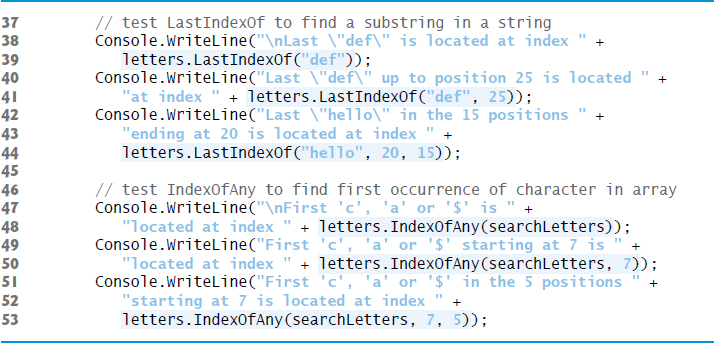 37 // test LastIndexOf to find a substring in a string
38 Console.WriteLine("\nLast \"def\" is located at index " +
39 letters.LastIndexOf("def"));
40 Console.WriteLine("Last \"def\" up to position 25 is located " +
41 "at index " + letters.LastIndexOf("def", 25));
42 Console.WriteLine("Last \"hello\" in the 15 positions " +
43 "ending at 20 is located at index " +
44 letters.LastIndexOf("hello", 20, 15));
45
46 // test IndexOfAny to find first occurrence of character in array
47 Console.WriteLine("\nFirst 'c', 'a' or '$' is " +
48 "located at index " + letters.IndexOfAny(searchLetters));
49 Console.WriteLine("First 'c', 'a' or '$' starting at 7 is " +
50 "located at index " + letters.IndexOfAny(searchLetters, 7));
51 Console.WriteLine("First 'c', 'a' or '$' in the 5 positions " +
52 "starting at 7 is located at index " +
53 letters.IndexOfAny(searchLetters, 7, 5));